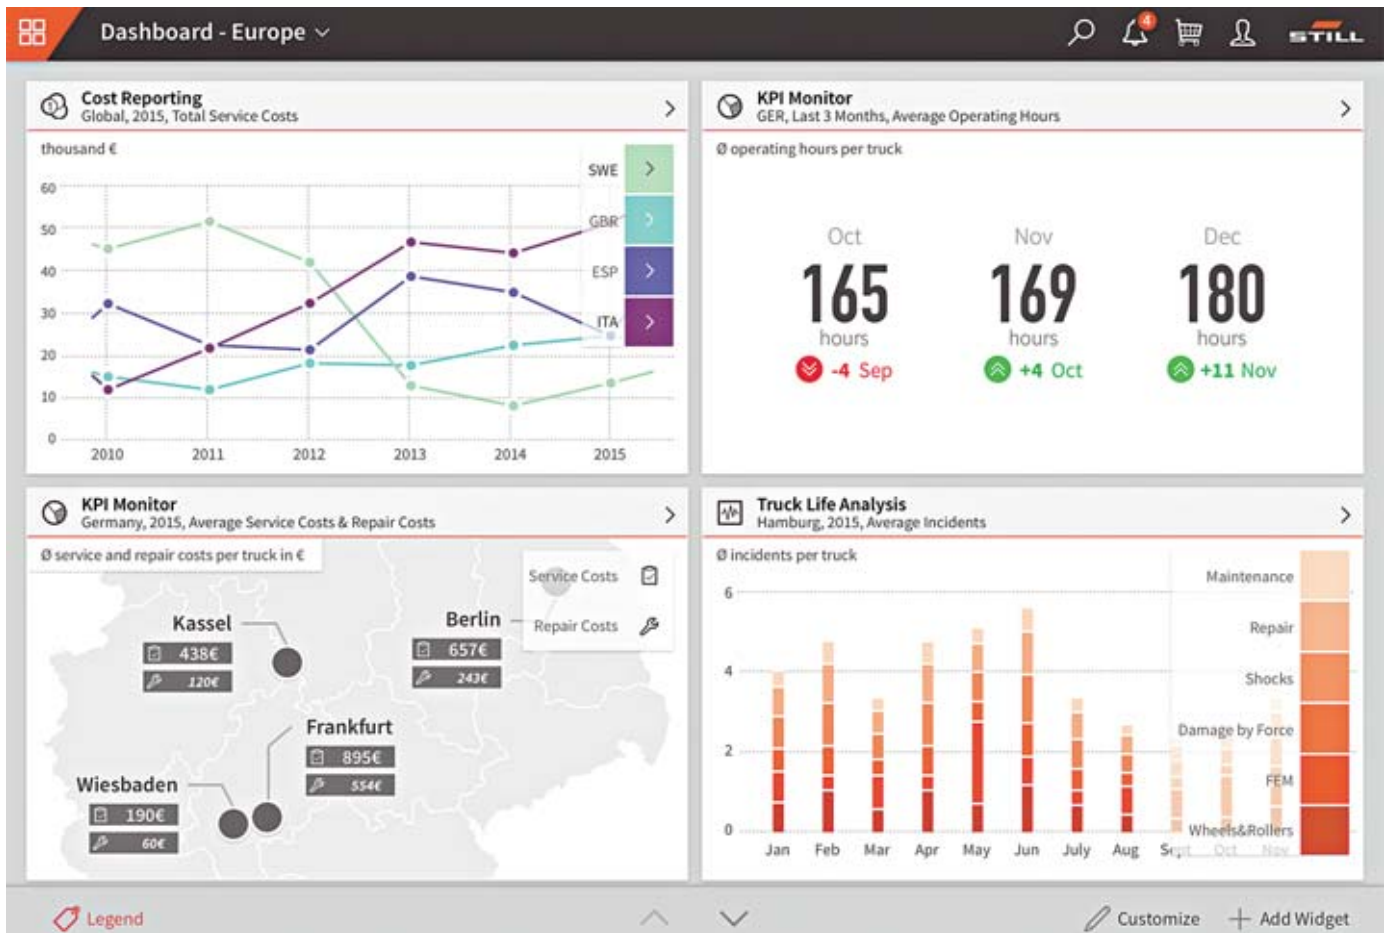 Dashboard - Europe
4
STILL
Cost Reporting
Global, 2015, Total Service Costs
thousand €
60
50
40
30
20
10
0
2010 2011 2012 2013 2014 2015
SWE
GBR
ESP
ITA
KPI Monitor
GER, Last 3 Months, Average Operating Hours
Ø operating hours per truck
Oct Nov Dec
165 169 180
hours hours hours
-4 Sep +4 Oct +11 Nov
KPI Monitor
Germany, 2015, Average Service Costs & Repair Costs
Ø service and repair costs per truck in €
Service Costs
Repair Costs
Kassel
438€
120€
Berlin
657€
243€
Frankfurt
895€
554€
Wiesbaden
190€
60€
Truck Life Analysis
Hamburg, 2015, Average Incidents
Ø incidents per truck
6
4
2
0
Jan Feb Mar Apr May Jun July Aug Sept Oct Nov
Maintenance
Repair
Shocks
Damage by Force
FEM
Wheels&Rollers
Legend
Customize
Add Widget